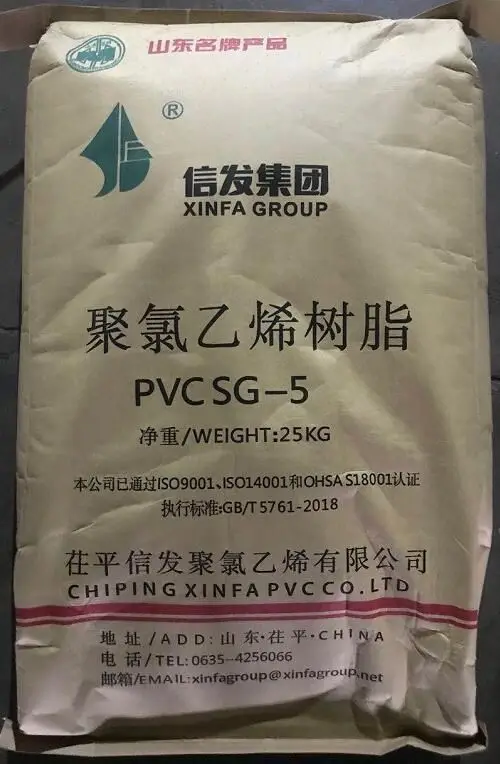 山东名牌产品
®
信发集团
XINFA GROUP
聚氯乙烯树脂
PVC SG-5
净重/WEIGHT:25KG
本公司已通过ISO9001、ISO14001和OHSAS18001认证
执行标准:GB/T5761-2018
茌平信发聚氯乙烯有限公司
CHIPING XINFA PVC CO.LTD
地址/ADD:山东·茌平·CHINA
电话/TEL:0635-4256066
邮箱/EMAIL:xinfagroup@xinfagroup.net